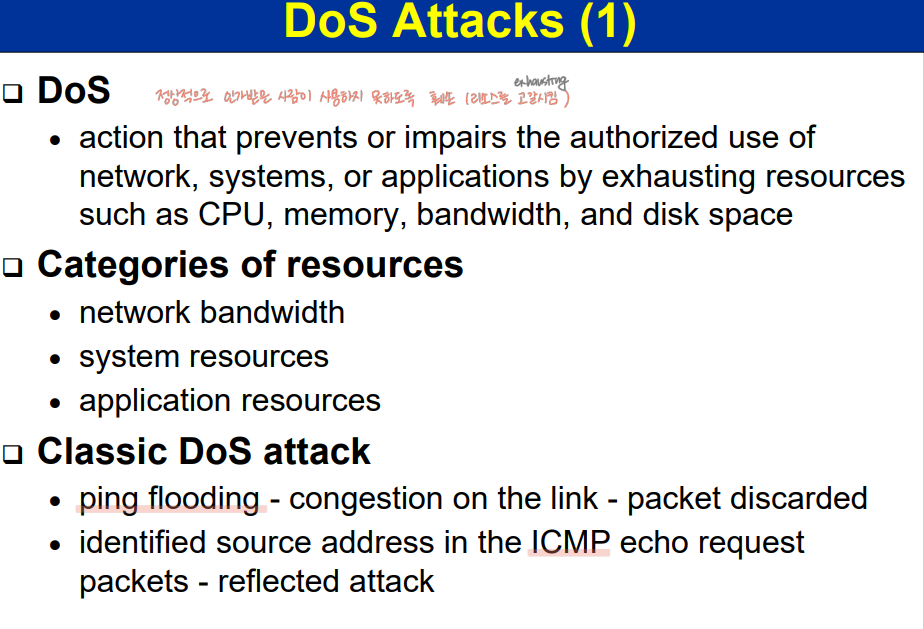 DoS Attacks (1)
DoS
exhausting
정상적으로 인가받은 사람이 사용하지 못하도록 (리소스를 고갈시킴)
• action that prevents or impairs the authorized use of
network, systems, or applications by exhausting resources
such as CPU, memory, bandwidth, and disk space
Categories of resources
• network bandwidth
• system resources
• application resources
Classic DoS attack
• ping flooding - congestion on the link - packet discarded
• identified source address in the ICMP echo request
packets - reflected attack